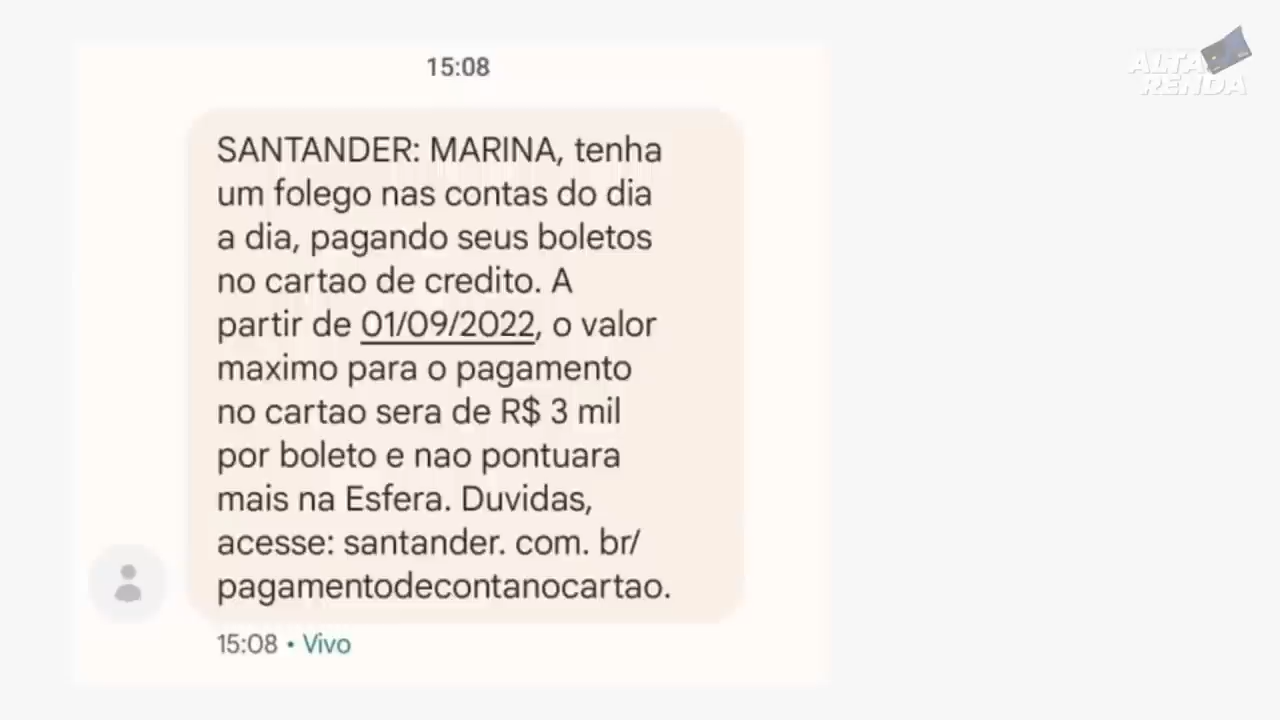 15:08
ALTA
RENDA
SANTANDER: MARINA, tenha
um folego nas contas do dia
a dia, pagando seus boletos
no cartao de credito. A
partir de 01/09/2022, o valor
maximo para o pagamento
no cartao sera de R$ 3 mil
por boleto e nao pontuara
mais na Esfera. Duvidas,
acesse: santander. com. br/
pagamentodecontanocartao.
15:08 • Vivo